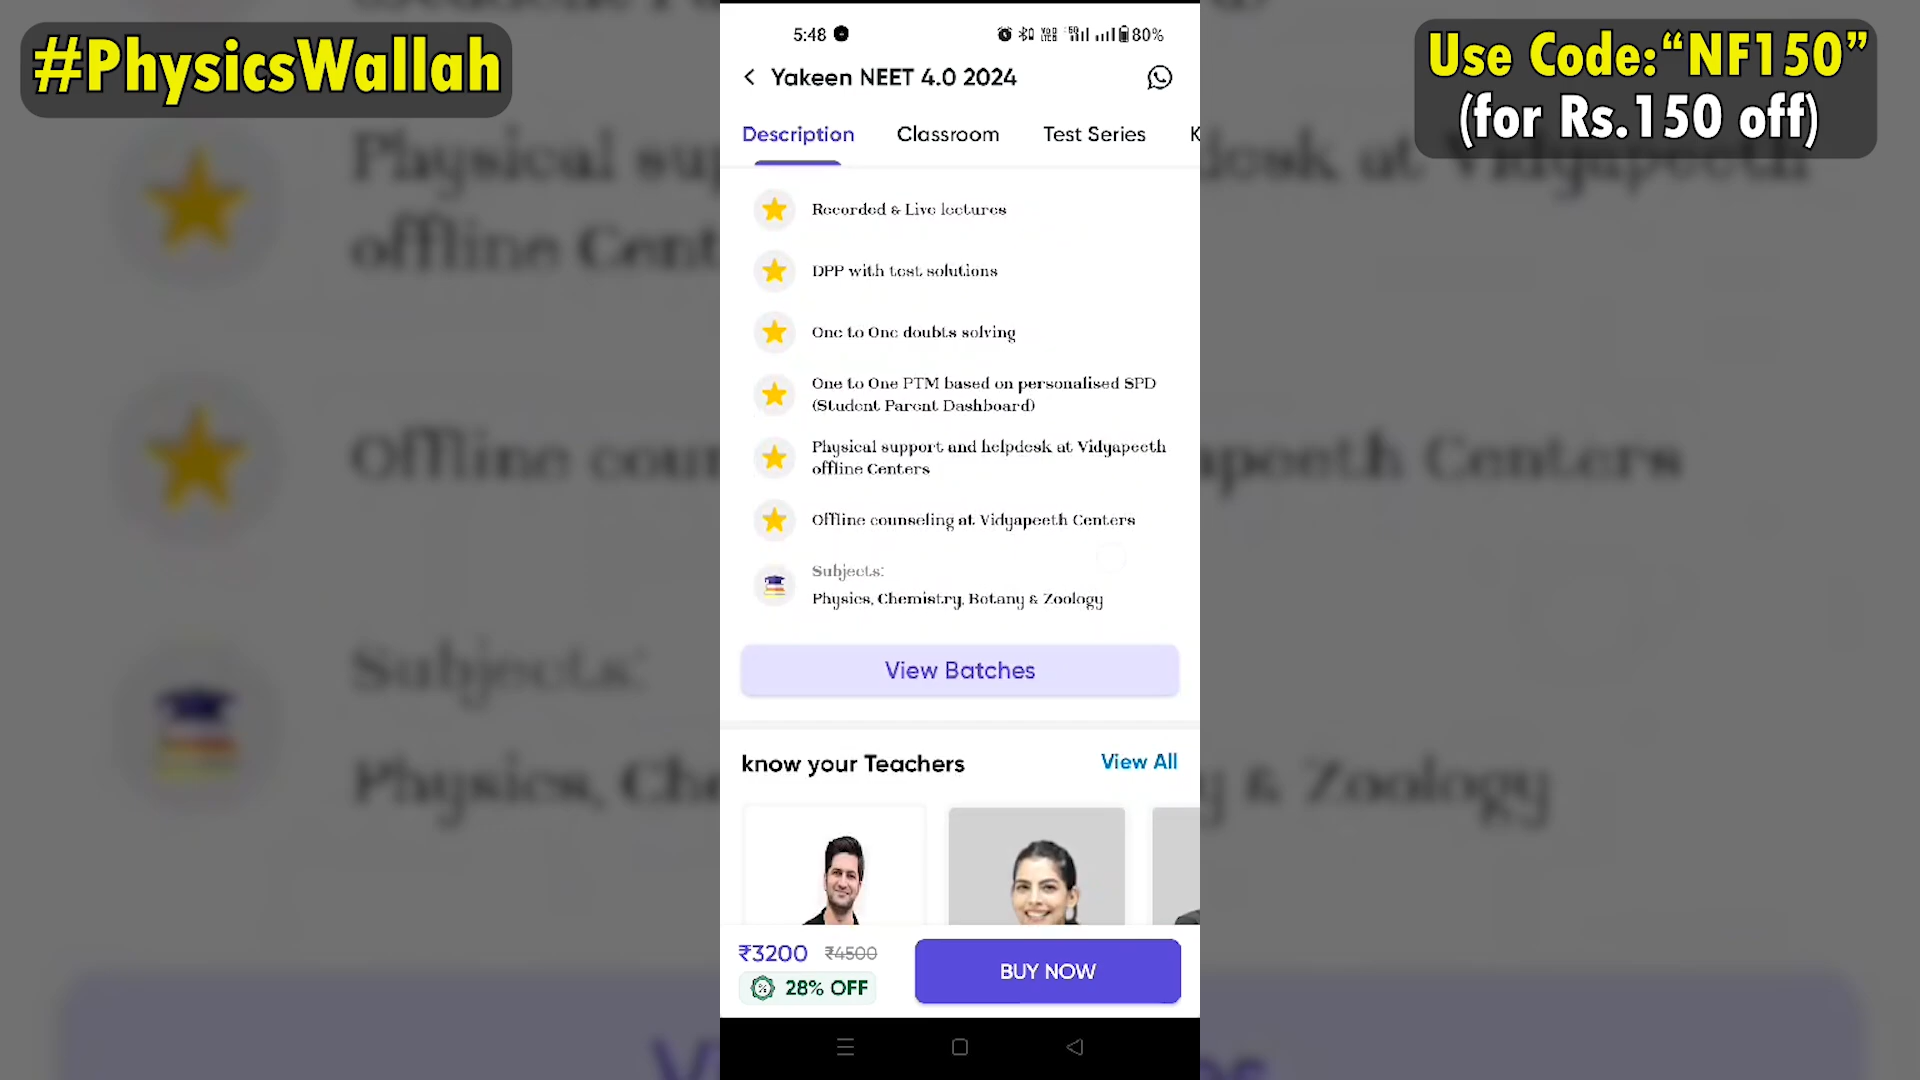 #PhysicsWallah
Use Code:“NF150”
(for Rs.150 off)
5:48
80%
Yakeen NEET 4.0 2024
Description Classroom Test Series K
Recorded & Live lectures
DPP with test solutions
One to One doubts solving
One to One PTM based on personalised SPD
(Student Parent Dashboard)
Physical support and helpdesk at Vidyapeeth
offline Centers
Offline counseling at Vidyapeeth Centers
Subjects:
Physics, Chemistry, Botany & Zoology
View Batches
know your Teachers View All
₹3200 ₹4500
28% OFF
BUY NOW